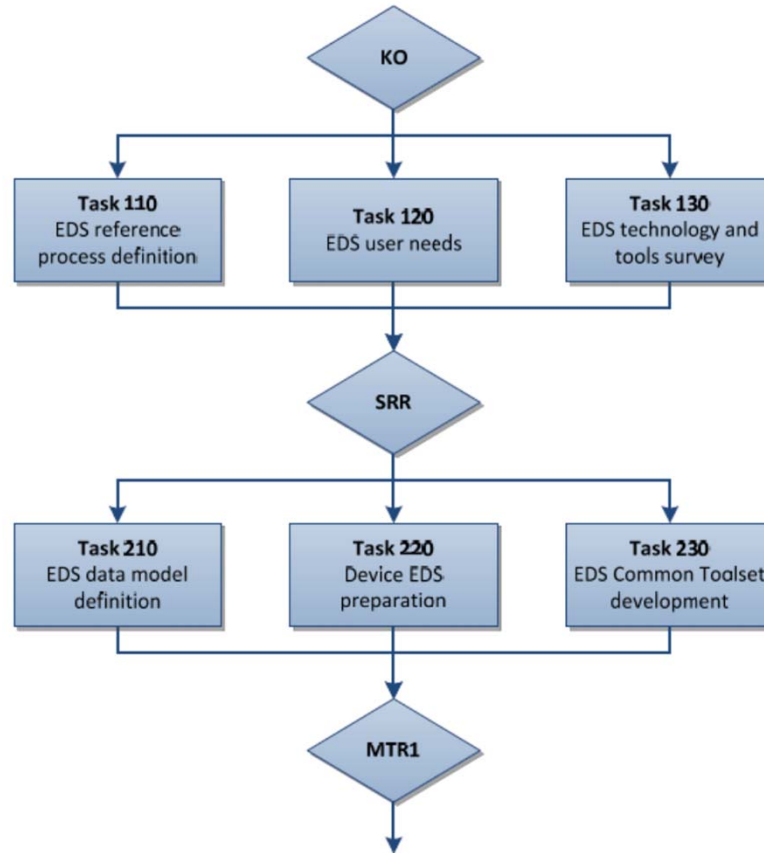 KO
Task 110
EDS reference
process definition
Task 120
EDS user needs
Task 130
EDS technology and
tools survey
SRR
Task 210
EDS data model
definition
Task 220
Device EDS
preparation
Task 230
EDS Common Toolset
development
MTR1